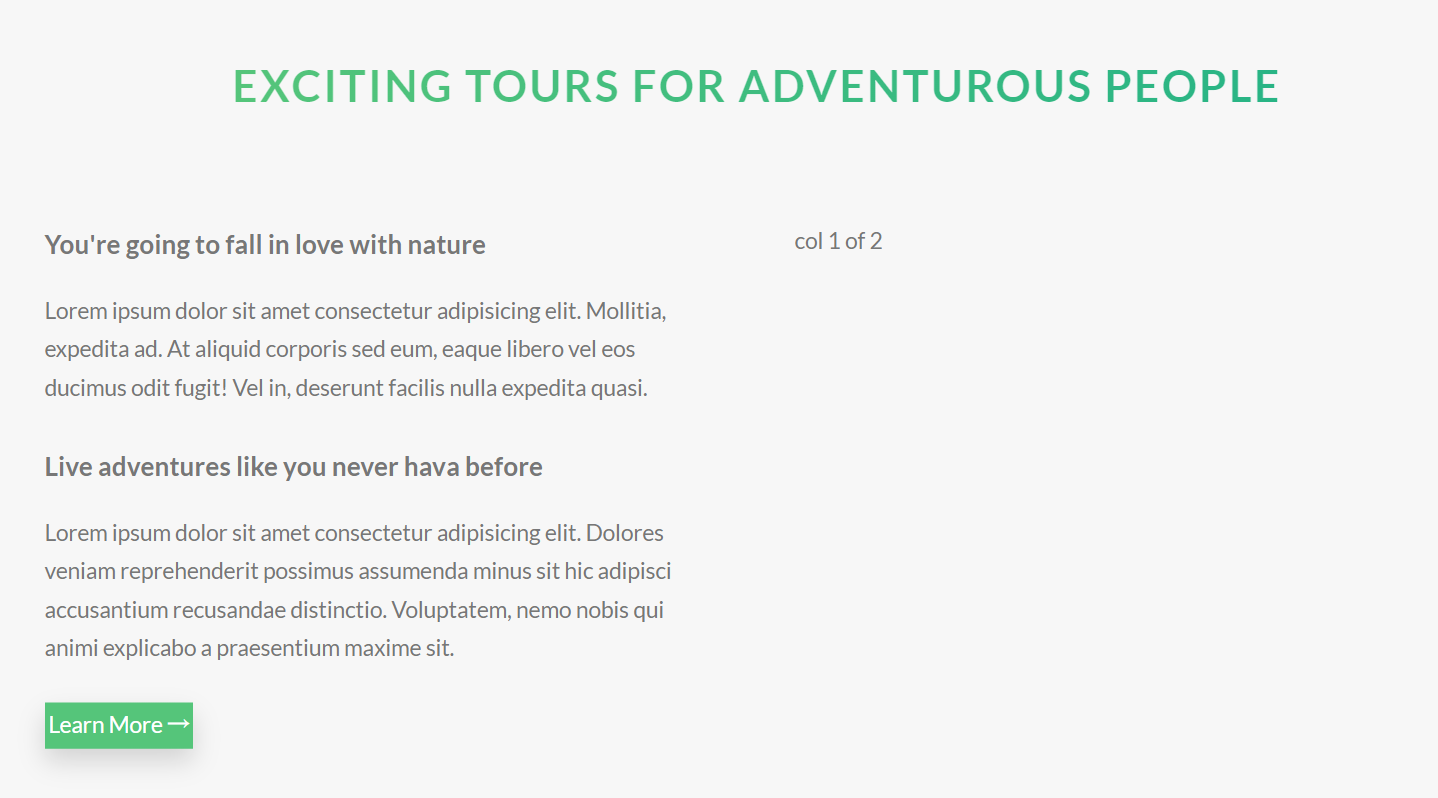 EXCITING TOURS FOR ADVENTUROUS PEOPLE
You're going to fall in love with nature
Lorem ipsum dolor sit amet consectetur adipisicing elit. Mollitia,
expedita ad. At aliquid corporis sed eum, eaque libero vel eos
ducimus odit fugit! Vel in, deserunt facilis nulla expedita quasi.
Live adventures like you never hava before
Lorem ipsum dolor sit amet consectetur adipisicing elit. Dolores
veniam reprehenderit possimus assumenda minus sit hic adipisci
accusantium recusandae distinctio. Voluptatem, nemo nobis qui
animi explicabo a praesentium maxime sit.
Learn More →
col 1 of 2